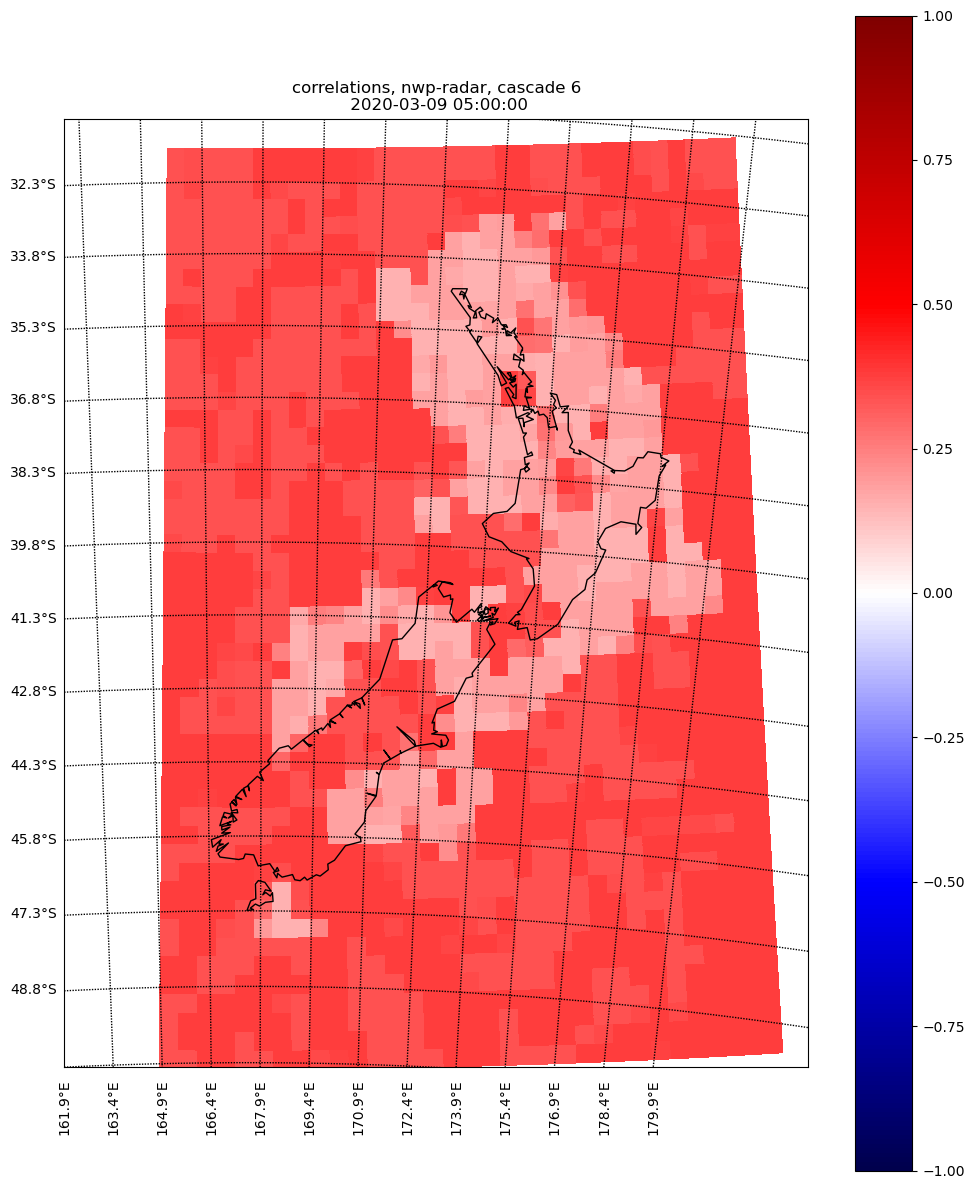 correlations, nwp-radar, cascade 6
2020-03-09 05:00:00
32.3°S
33.8°S
35.3°S
36.8°S
38.3°S
39.8°S
41.3°S
42.8°S
44.3°S
45.8°S
47.3°S
48.8°S
161.9°E
163.4°E
164.9°E
166.4°E
167.9°E
169.4°E
170.9°E
172.4°E
173.9°E
175.4°E
176.9°E
178.4°E
179.9°E
1.00
0.75
0.50
0.25
0.00
−0.25
−0.50
−0.75
−1.00